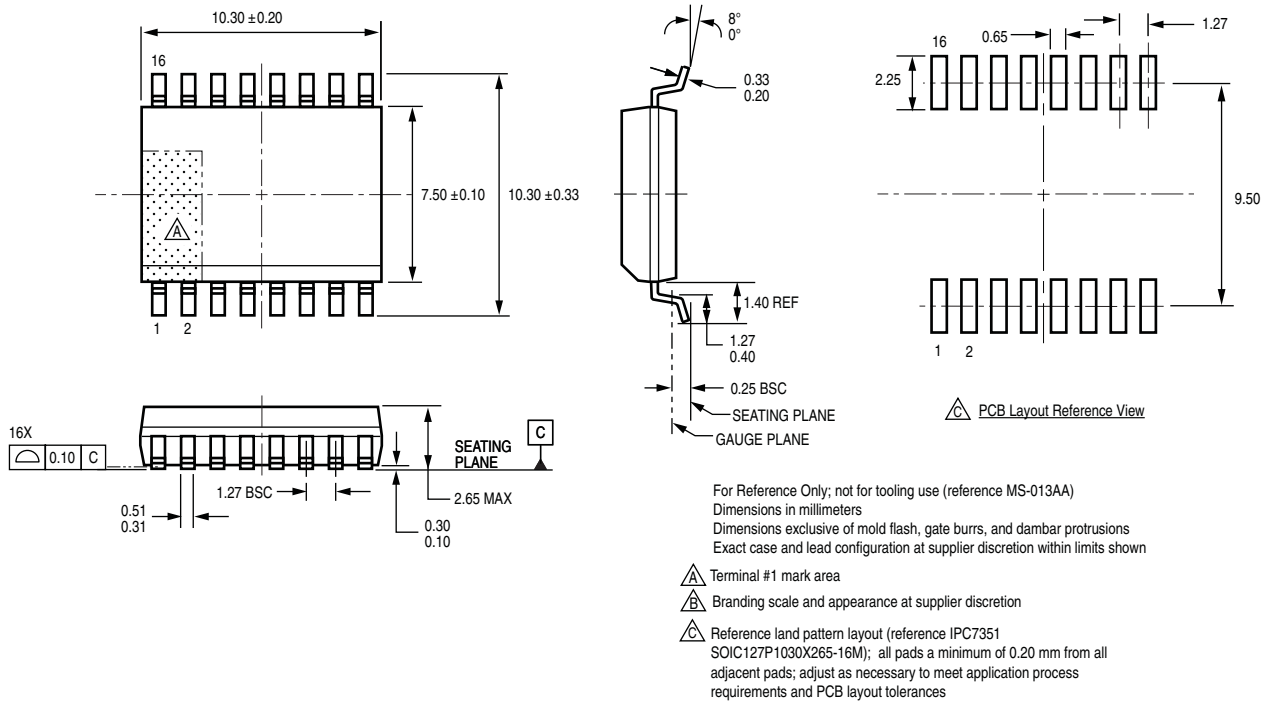 10.30 ±0.20
16
7.50 ±0.10
10.30 ±0.33
A
1 2
8°
0°
0.33
0.20
1.40 REF
1.27
0.40
0.25 BSC
SEATING PLANE
GAUGE PLANE
16
0.65
1.27
2.25
9.50
1 2
C PCB Layout Reference View
16X
0.10 C
SEATING
PLANE
C
1.27 BSC
2.65 MAX
0.51
0.31
0.30
0.10
For Reference Only; not for tooling use (reference MS-013AA)
Dimensions in millimeters
Dimensions exclusive of mold flash, gate burrs, and dambar protrusions
Exact case and lead configuration at supplier discretion within limits shown
A Terminal #1 mark area
B Branding scale and appearance at supplier discretion
C Reference land pattern layout (reference IPC7351
SOIC127P1030X265-16M); all pads a minimum of 0.20 mm from all
adjacent pads; adjust as necessary to meet application process
requirements and PCB layout tolerances